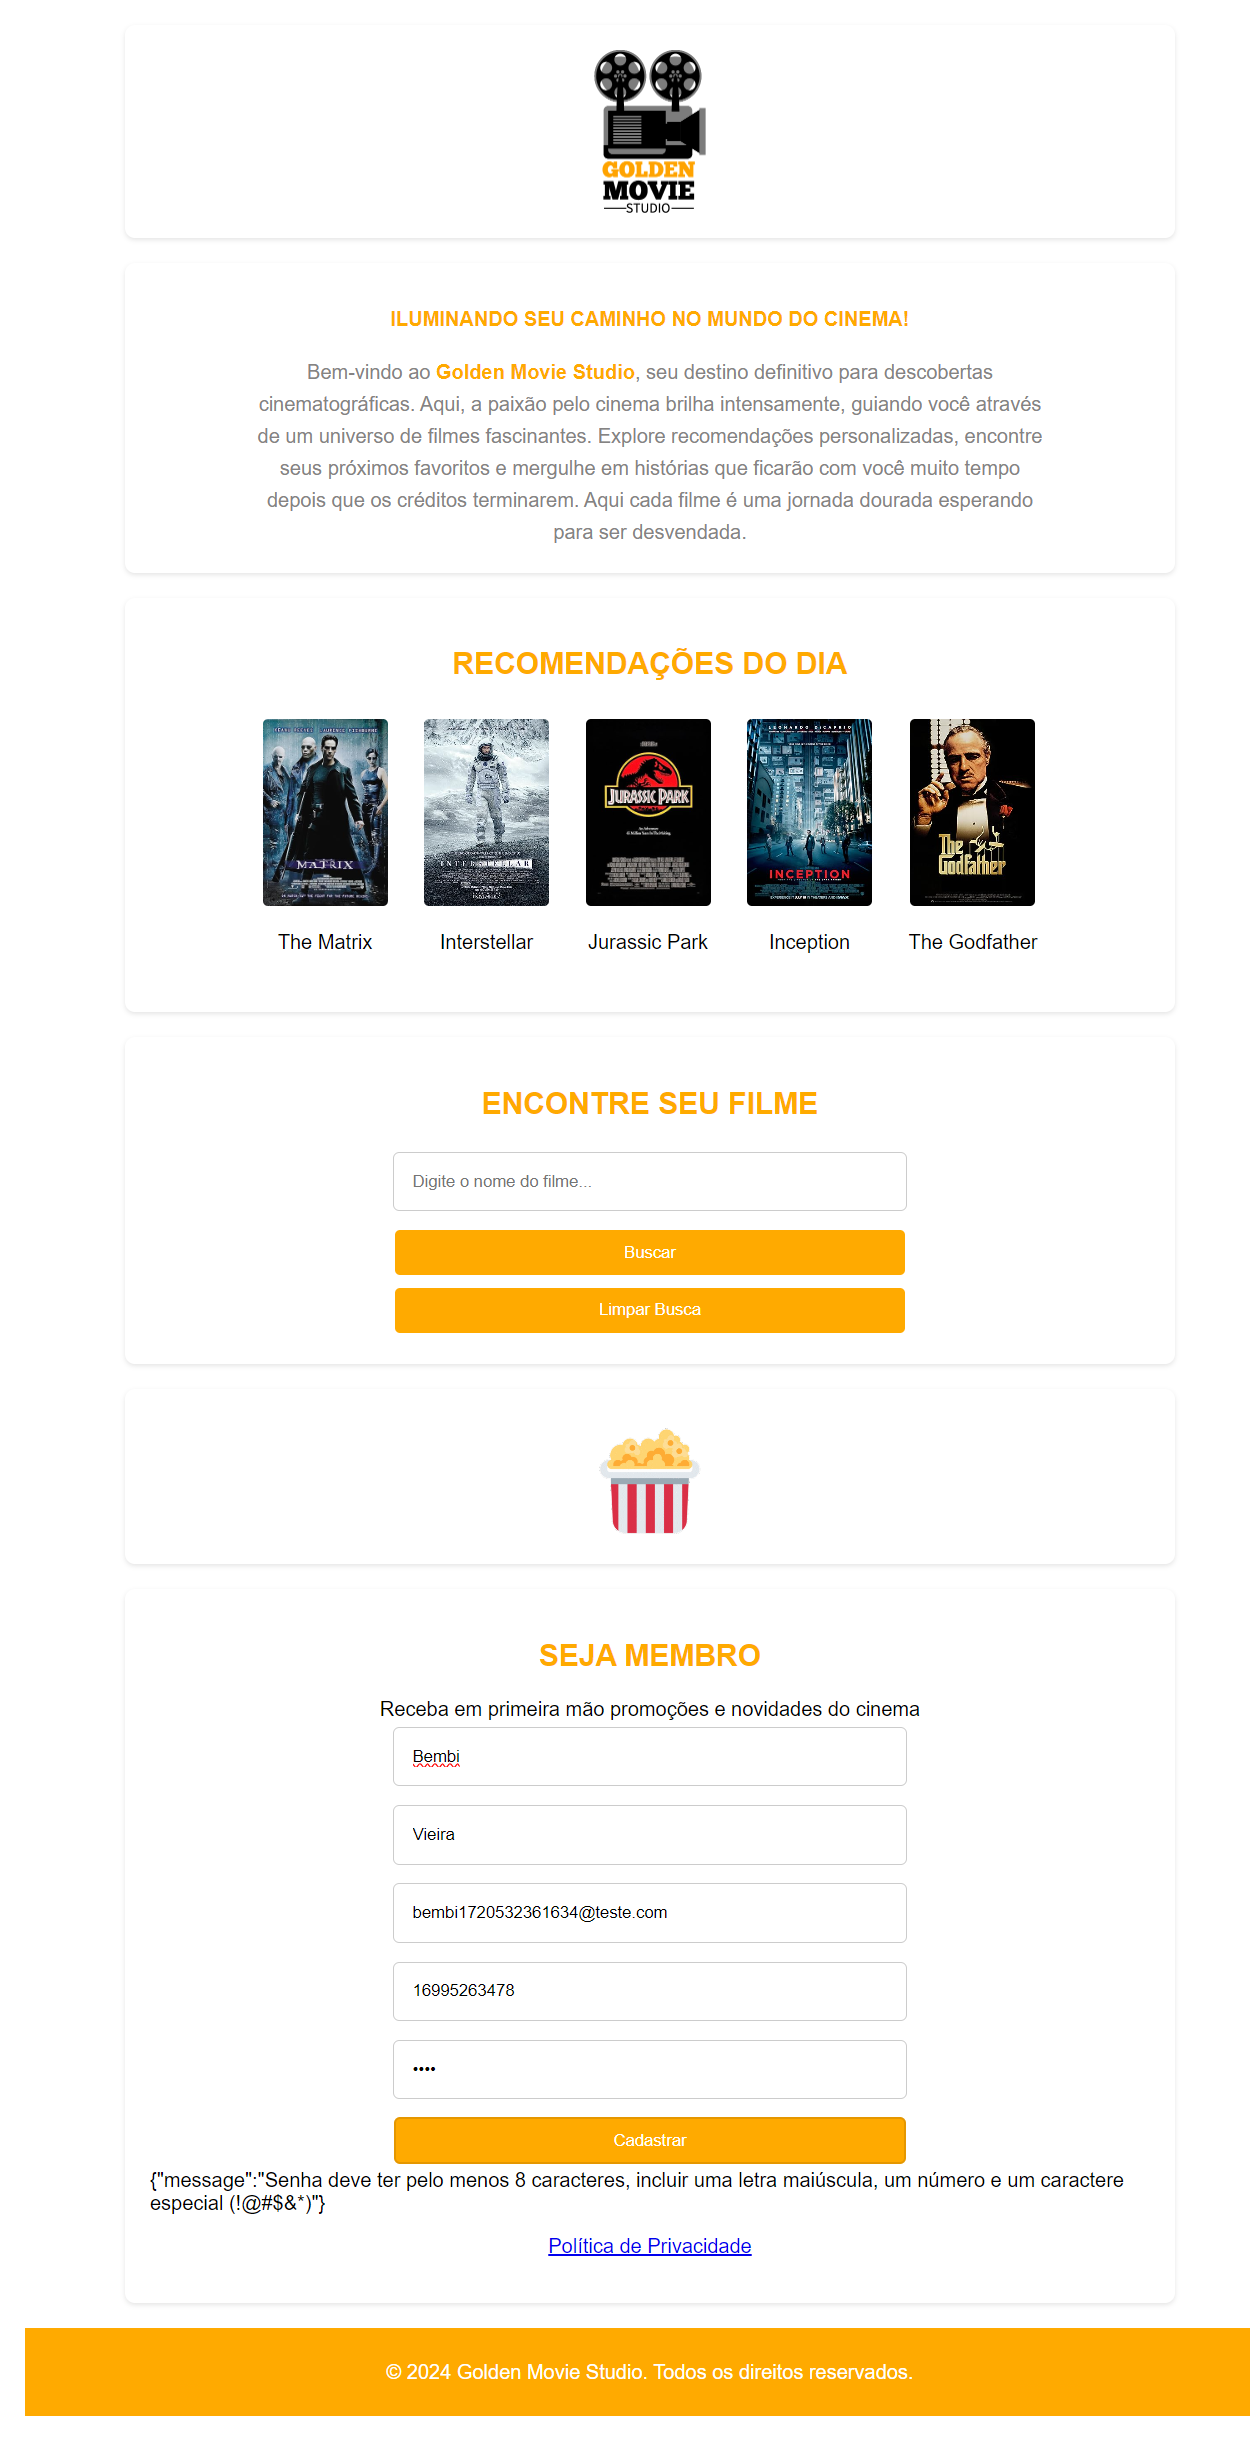 GOLDEN
MOVIE
STUDIO
ILUMINANDO SEU CAMINHO NO MUNDO DO CINEMA!
Bem-vindo ao Golden Movie Studio, seu destino definitivo para descobertas
cinematográficas. Aqui, a paixão pelo cinema brilha intensamente, guiando você através
de um universo de filmes fascinantes. Explore recomendações personalizadas, encontre
seus próximos favoritos e mergulhe em histórias que ficarão com você muito tempo
depois que os créditos terminarem. Aqui cada filme é uma jornada dourada esperando
para ser desvendada.
RECOMENDAÇÕES DO DIA
MATRIX
INTERSTELLAR
JURASSIC PARK
LEONARDO DICAPRIO
INCEPTION
The
Godfather
The Matrix
Interstellar
Jurassic Park
Inception
The Godfather
ENCONTRE SEU FILME
Digite o nome do filme...
Buscar
Limpar Busca
SEJA MEMBRO
Receba em primeira mão promoções e novidades do cinema
Bembi
Vieira
bembi1720532361634@teste.com
16995263478
••••
Cadastrar
{"message":"Senha deve ter pelo menos 8 caracteres, incluir uma letra maiúscula, um número e um caractere
especial (!@#$&*)"}
Política de Privacidade
© 2024 Golden Movie Studio. Todos os direitos reservados.